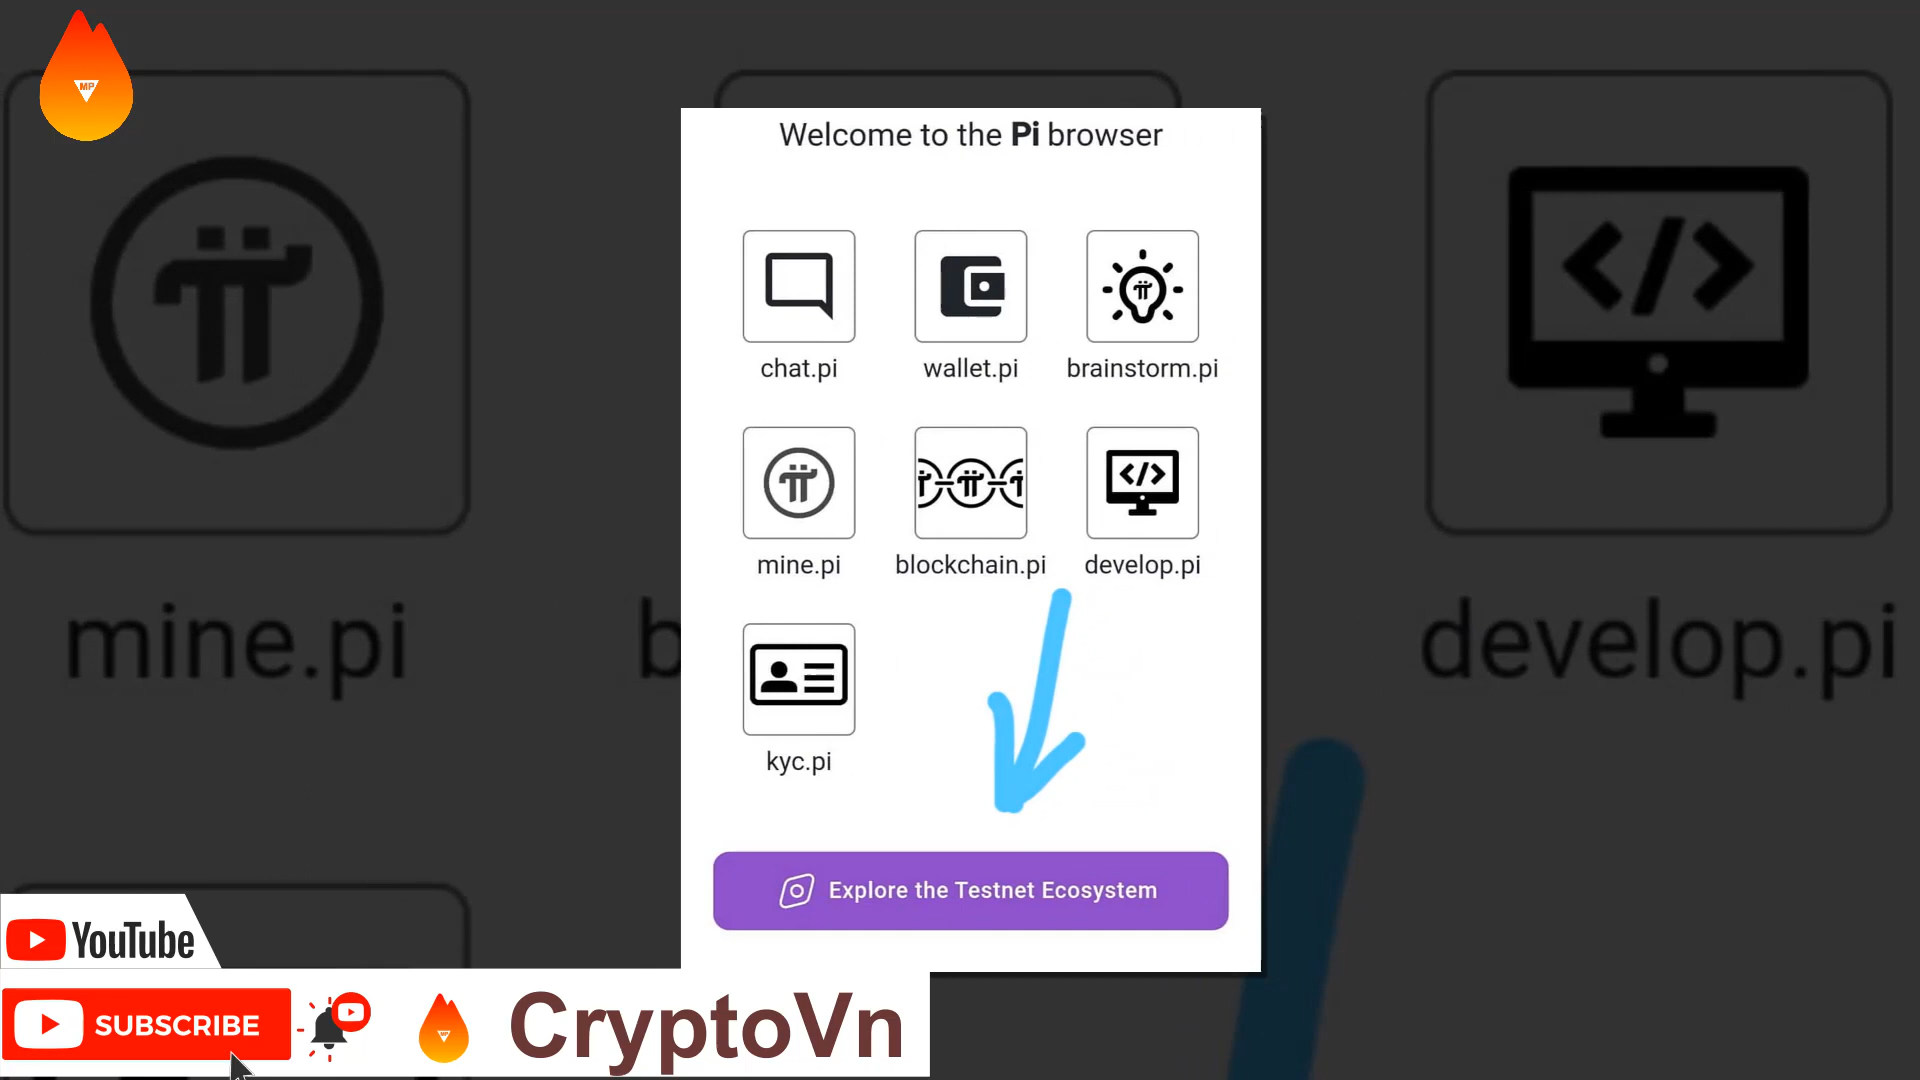 MP
Welcome to the Pi browser
chat.pi
wallet.pi
brainstorm.pi
mine.pi
blockchain.pi
develop.pi
kyc.pi
Explore the Testnet Ecosystem
mine.pi
b
develop.pi
YouTube
SUBSCRIBE
CryptoVn